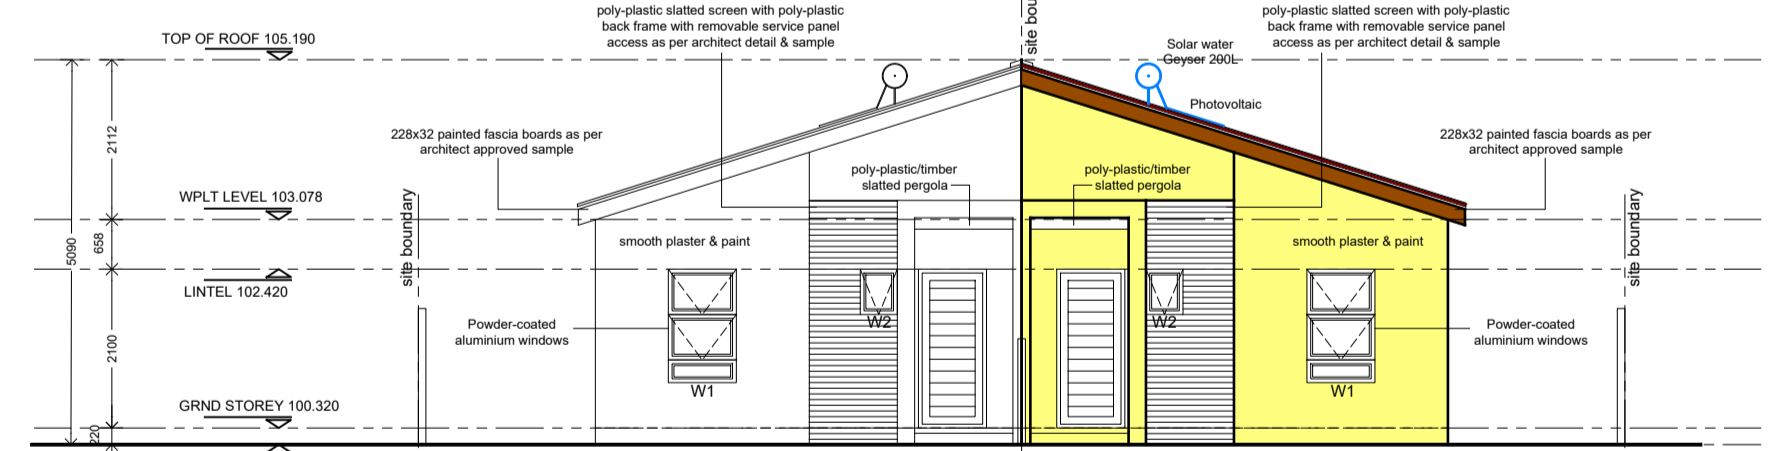 poly-plastic slatted screen with poly-plastic
back frame with removable service panel
access as per architect detail & sample
site bou
poly-plastic slatted screen with poly-plastic
back frame with removable service panel
access as per architect detail & sample
TOP OF ROOF 105.190
Solar water
Geyser 200L
Photovoltaic
2112
228x32 painted fascia boards as per
architect approved sample
228x32 painted fascia boards as per
architect approved sample
poly-plastic/timber
slatted pergola
poly-plastic/timber
slatted pergola
WPLT LEVEL 103.078
site boundary
site boundary
5090
658
smooth plaster & paint
smooth plaster & paint
LINTEL 102.420
W2
W2
Powder-coated
aluminium windows
Powder-coated
aluminium windows
2100
W1
W1
GRND STOREY 100.320
220